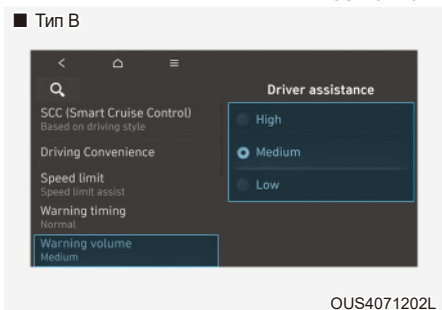 ■ Тип B
Driver assistance
SCC (Smart Cruise Control)
Based on driving style
Driving Convenience
Speed limit
Speed limit assist
Warning timing
Normal
Warning volume
Medium
High
Medium
Low
OUS4071202L